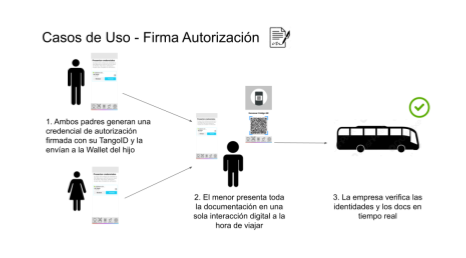 Casos de Uso - Firma Autorización
1. Ambos padres generan una
credencial de autorización
firmada con su TangoID y la
envían a la Wallet del hijo
2. El menor presenta toda
la documentación en una
sola interacción digital a la
hora de viajar
3. La empresa verifica las
identidades y los docs en
tiempo real